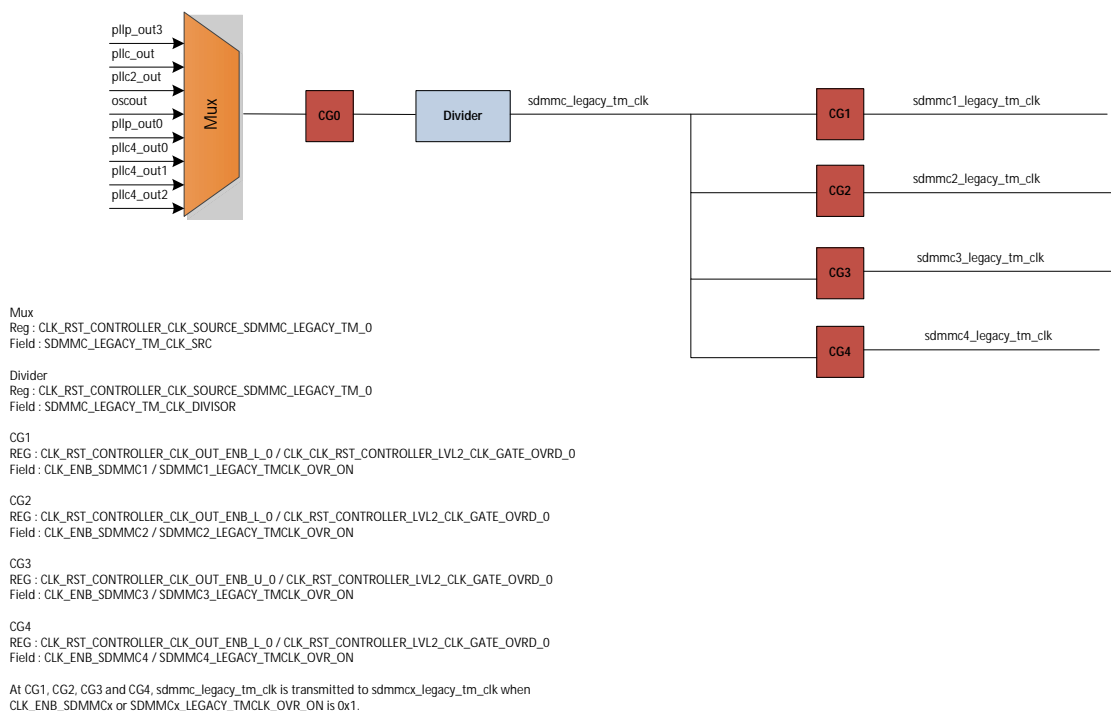 pllp_out3
pllc_out
pllc2_out
oscout
pllp_out0
pllc4_out0
pllc4_out1
pllc4_out2
Mux
CG0
Divider
sdmmc_legacy_tm_clk
CG1
sdmmc1_legacy_tm_clk
CG2
sdmmc2_legacy_tm_clk
CG3
sdmmc3_legacy_tm_clk
CG4
sdmmc4_legacy_tm_clk
Mux
Reg : CLK_RST_CONTROLLER_CLK_SOURCE_SDMMC_LEGACY_TM_0
Field : SDMMC_LEGACY_TM_CLK_SRC
Divider
Reg : CLK_RST_CONTROLLER_CLK_SOURCE_SDMMC_LEGACY_TM_0
Field : SDMMC_LEGACY_TM_CLK_DIVISOR
CG1
REG : CLK_RST_CONTROLLER_CLK_OUT_ENB_L_0 / CLK_CLK_RST_CONTROLLER_LVL2_CLK_GATE_OVRD_0
Field : CLK_ENB_SDMMC1 / SDMMC1_LEGACY_TMCLK_OVR_ON
CG2
REG : CLK_RST_CONTROLLER_CLK_OUT_ENB_L_0 / CLK_RST_CONTROLLER_LVL2_CLK_GATE_OVRD_0
Field : CLK_ENB_SDMMC2 / SDMMC2_LEGACY_TMCLK_OVR_ON
CG3
REG : CLK_RST_CONTROLLER_CLK_OUT_ENB_U_0 / CLK_RST_CONTROLLER_LVL2_CLK_GATE_OVRD_0
Field : CLK_ENB_SDMMC3 / SDMMC3_LEGACY_TMCLK_OVR_ON
CG4
REG : CLK_RST_CONTROLLER_CLK_OUT_ENB_L_0 / CLK_RST_CONTROLLER_LVL2_CLK_GATE_OVRD_0
Field : CLK_ENB_SDMMC4 / SDMMC4_LEGACY_TMCLK_OVR_ON
At CG1, CG2, CG3 and CG4, sdmmc_legacy_tm_clk is transmitted to sdmmcx_legacy_tm_clk when
CLK_ENB_SDMMCx or SDMMCx_LEGACY_TMCLK_OVR_ON is 0x1.